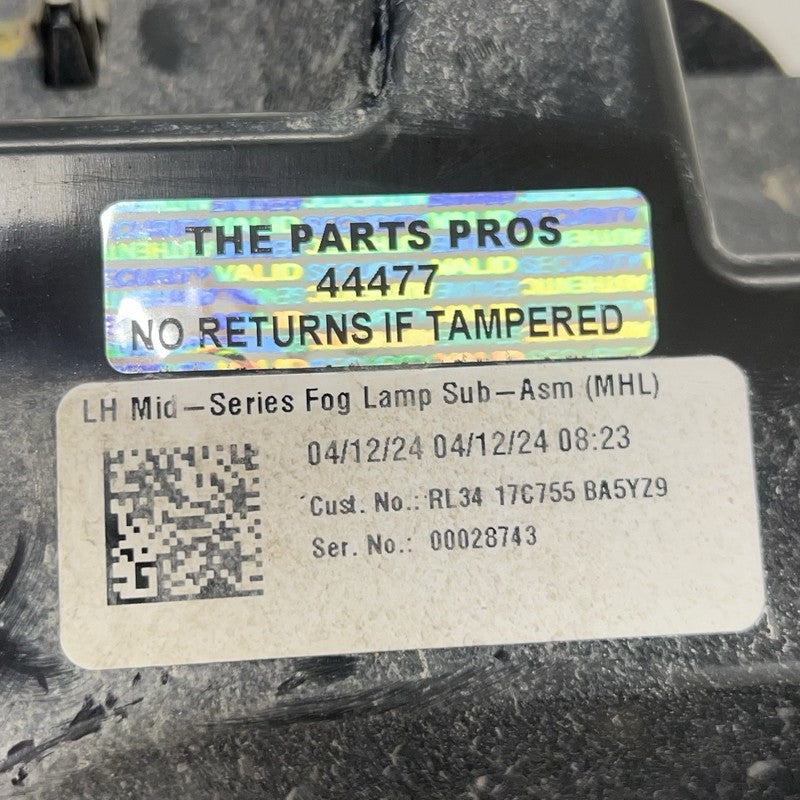 THE PARTS PROS
44477
NO RETURNS IF TAMPERED
LH Mid-Series Fog Lamp Sub-Asm (MHL)
04/12/24 04/12/24 08:23
Cust. No.: RL34 17C755 BA5YZ9
Ser. No.: 00028743